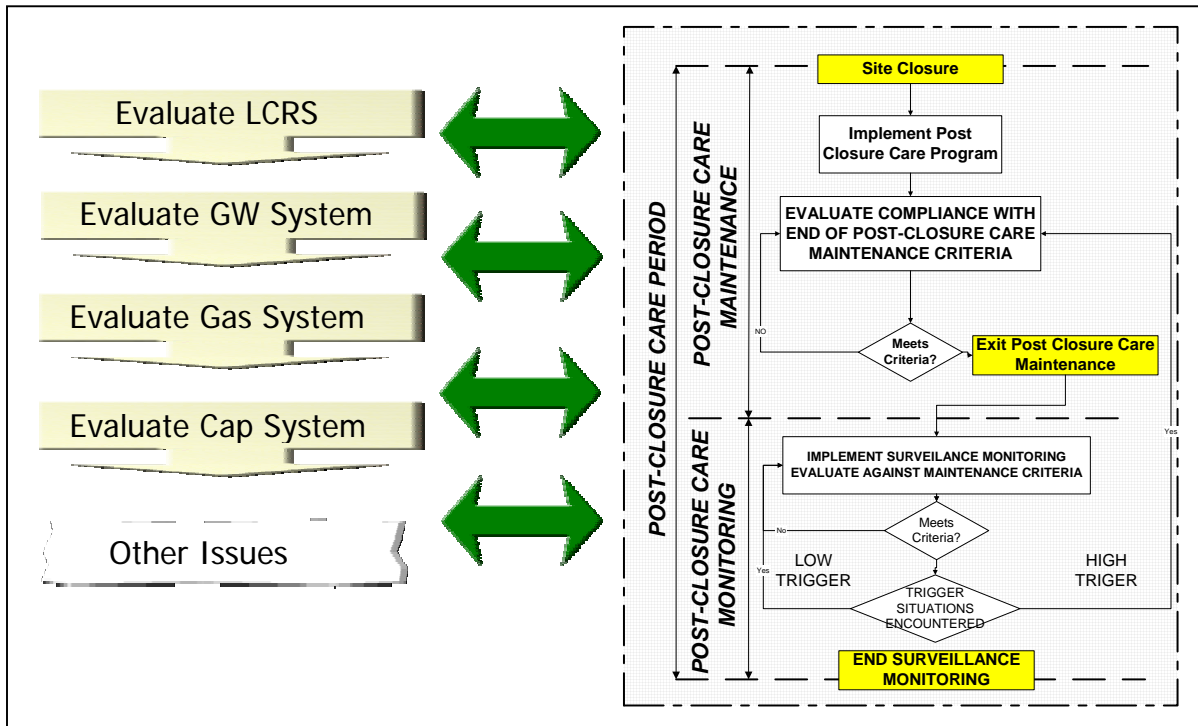 Evaluate LCRS
Evaluate GW System
Evaluate Gas System
Evaluate Cap System
Other Issues
POST-CLOSURE CARE PERIOD
POST-CLOSURE CARE
MAINTENANCE
POST-CLOSURE CARE
MONITORING
Site Closure
Implement Post
Closure Care Program
EVALUATE COMPLIANCE WITH
END OF POST-CLOSURE CARE
MAINTENANCE CRITERIA
NO
Meets
Criteria?
Exit Post Closure Care
Maintenance
Yes
IMPLEMENT SURVEILANCE MONITORING
EVALUATE AGAINST MAINTENANCE CRITERIA
No
Meets
Criteria?
LOW
TRIGGER
Yes
HIGH
TRIGER
TRIGGER
SITUATIONS
ENCOUNTERED
END SURVEILLANCE
MONITORING